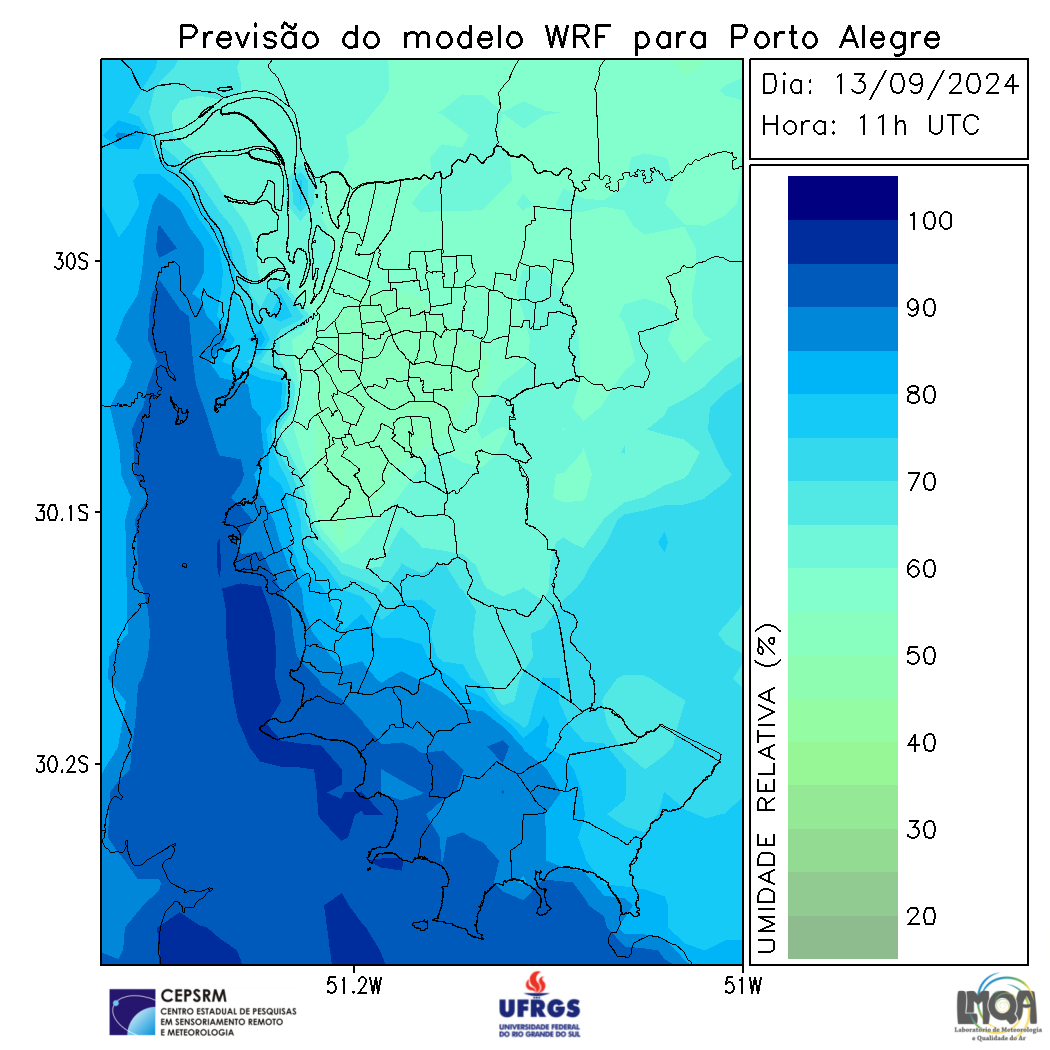 Previsão do modelo WRF para Porto Alegre
Dia: 13/09/2024
Hora: 11h UTC
100
90
80
70
60
50
40
30
20
UMIDADE RELATIVA (%)
30S
30.1S
30.2S
51.2W
51W
CEPSRM
CENTRO ESTADUAL DE PESQUISAS
EM SENSORIAMENTO REMOTO
E METEOROLOGIA
UFRGS
UNIVERSIDADE FEDERAL
DO RIO GRANDE DO SUL
LMQA
Laboratório de Meteorologia
e Qualidade do Ar